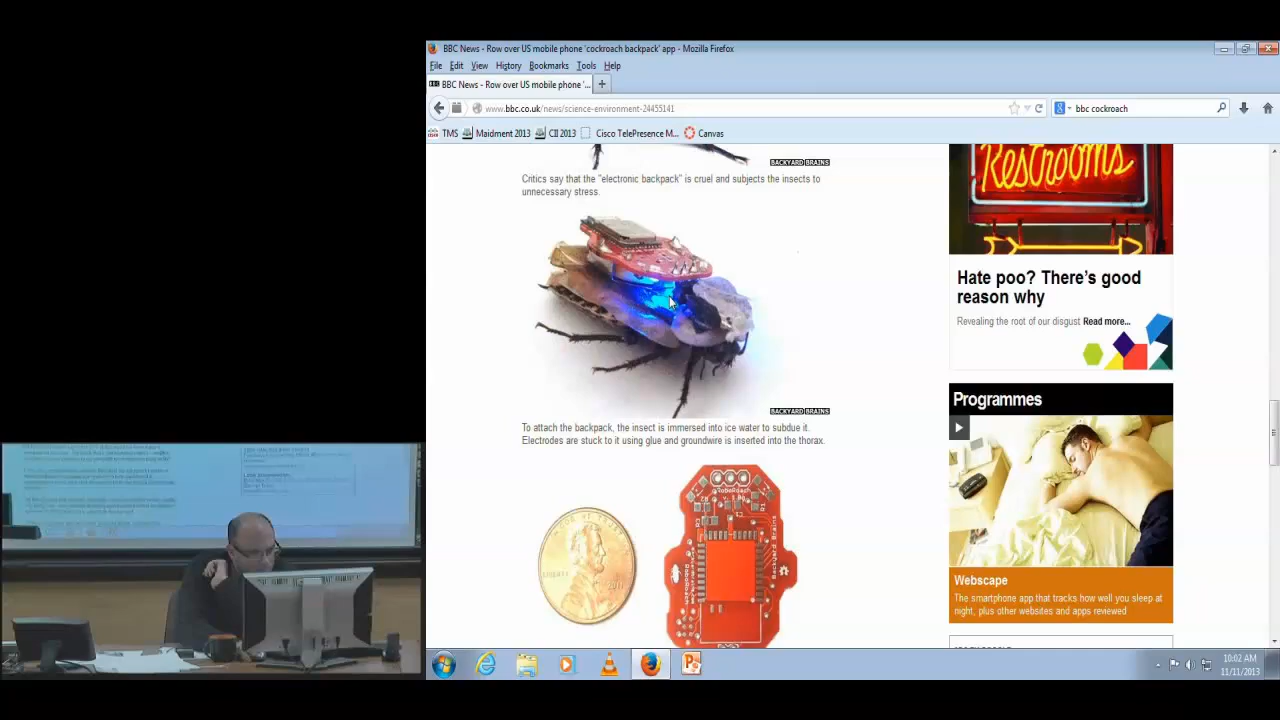 BBC News - Row over US mobile phone 'cockroach backpack' app - Mozilla Firefox
File Edit View History Bookmarks Tools Help
BBC News - Row over US mobile phone '...
www.bbc.co.uk/news/science-environment-24455141
bbc cockroach
TMS Maidment 2013 CII 2013 Cisco TelePresence M... Canvas
BACKYARD BRAINS
Critics say that the "electronic backpack" is cruel and subjects the insects to
unnecessary stress.
BACKYARD BRAINS
To attach the backpack, the insect is immersed into ice water to subdue it.
Electrodes are stuck to it using glue and groundwire is inserted into the thorax.
LIBERTY
RoboRoach
Backyard Brains
Restrooms
Hate poo? There's good
reason why
Revealing the root of our disgust Read more...
Programmes
Webscape
The smartphone app that tracks how well you sleep at
night, plus other websites and apps reviewed
10:02 AM
11/11/2013